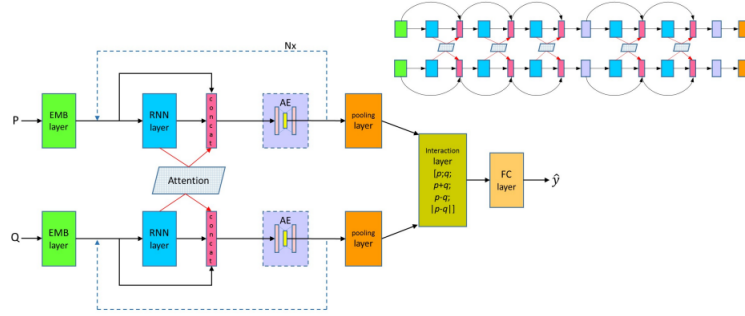 Nx
P
EMB
layer
RNN
layer
concat
AE
pooling
layer
Attention
Interaction
layer
[p;q;
p+q;
p-q;
|p-q|]
FC
layer
ŷ
Q
EMB
layer
RNN
layer
concat
AE
pooling
layer